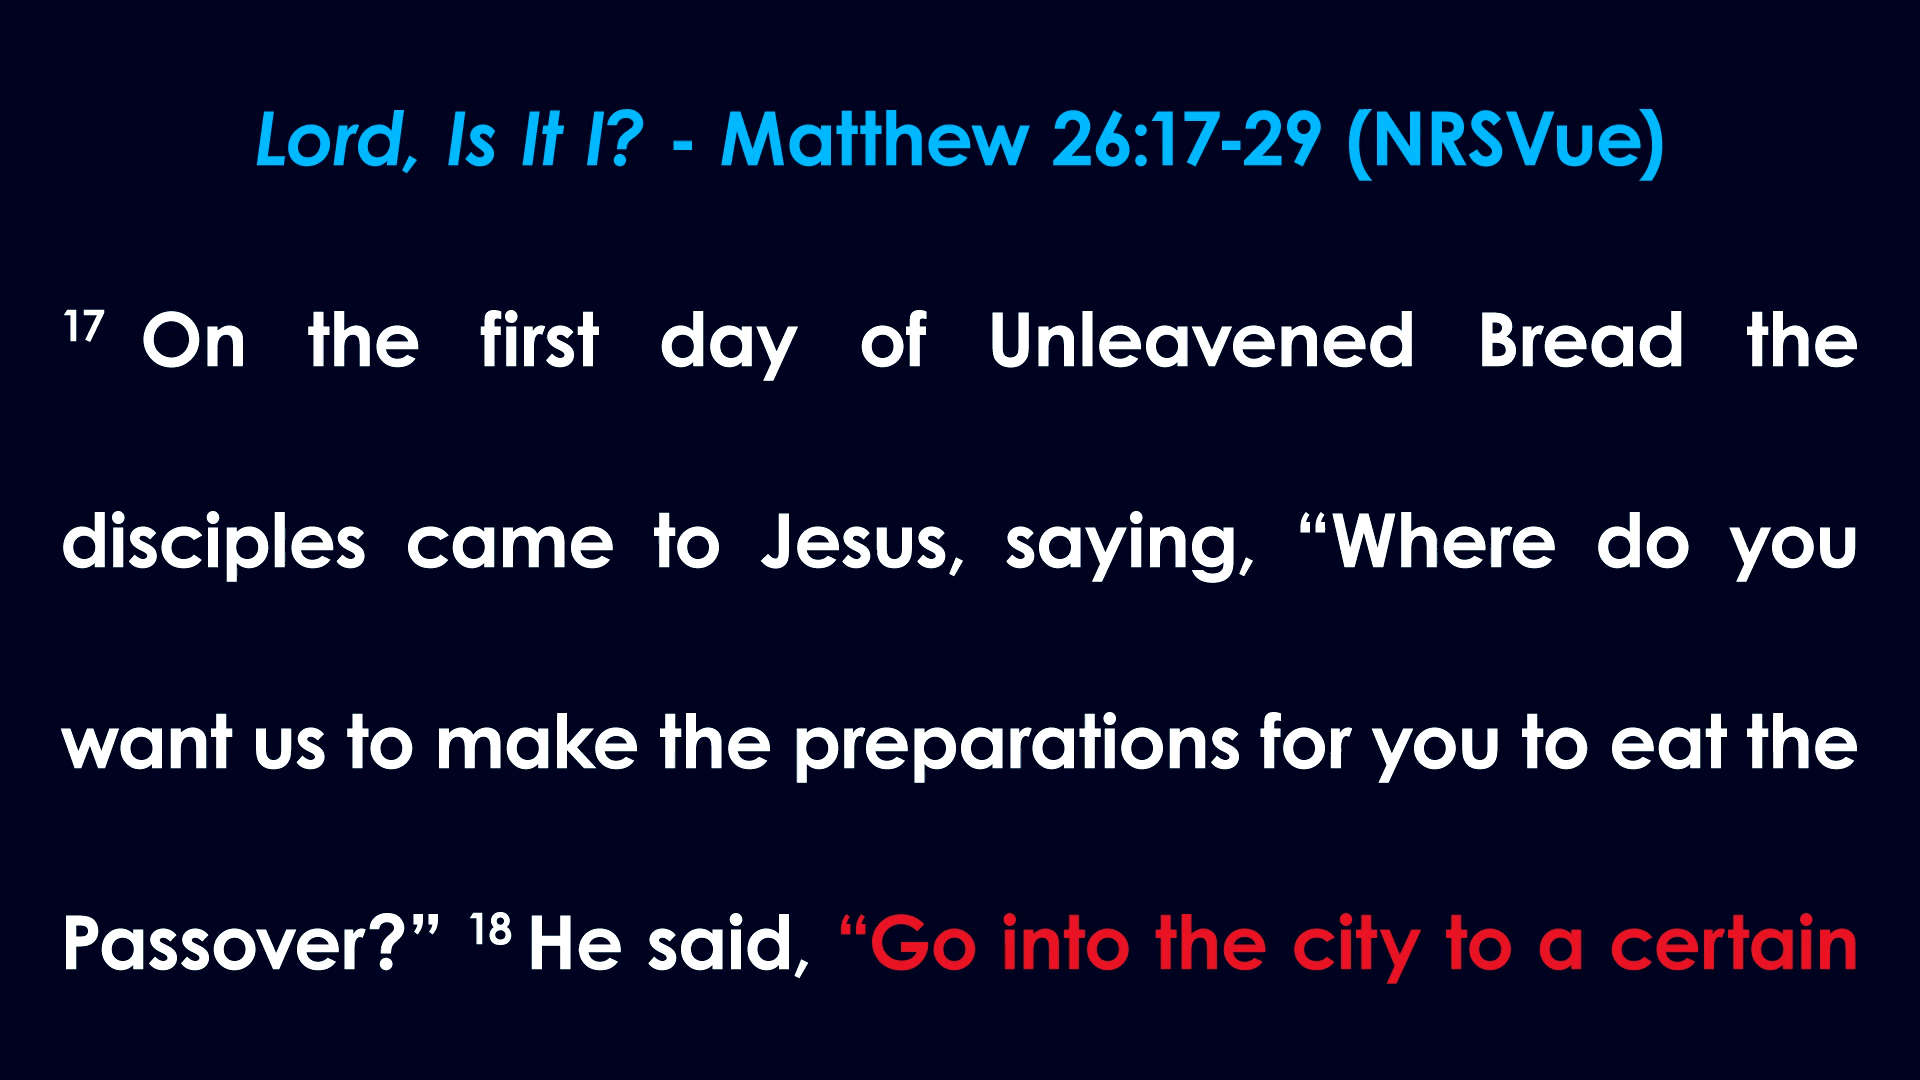 Lord, Is It I? - Matthew 26:17-29 (NRSVue)
17 On the first day of Unleavened Bread the
disciples came to Jesus, saying, “Where do you
want us to make the preparations for you to eat the
Passover?” 18 He said, “Go into the city to a certain